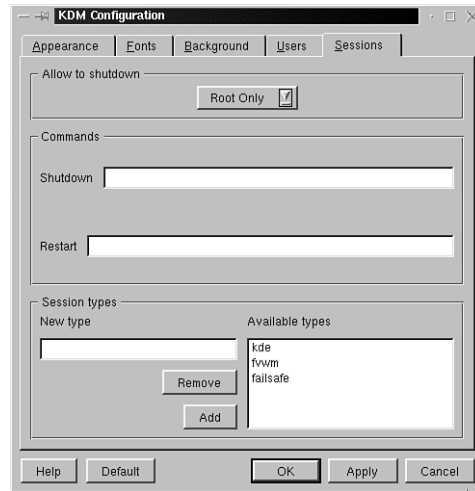 KDM Configuration
Appearance Fonts Background Users Sessions
Allow to shutdown
Root Only
Commands
Shutdown
Restart
Session types
New type Available types
kde
fvwm
failsafe
Remove
Add
Help Default OK Apply Cancel